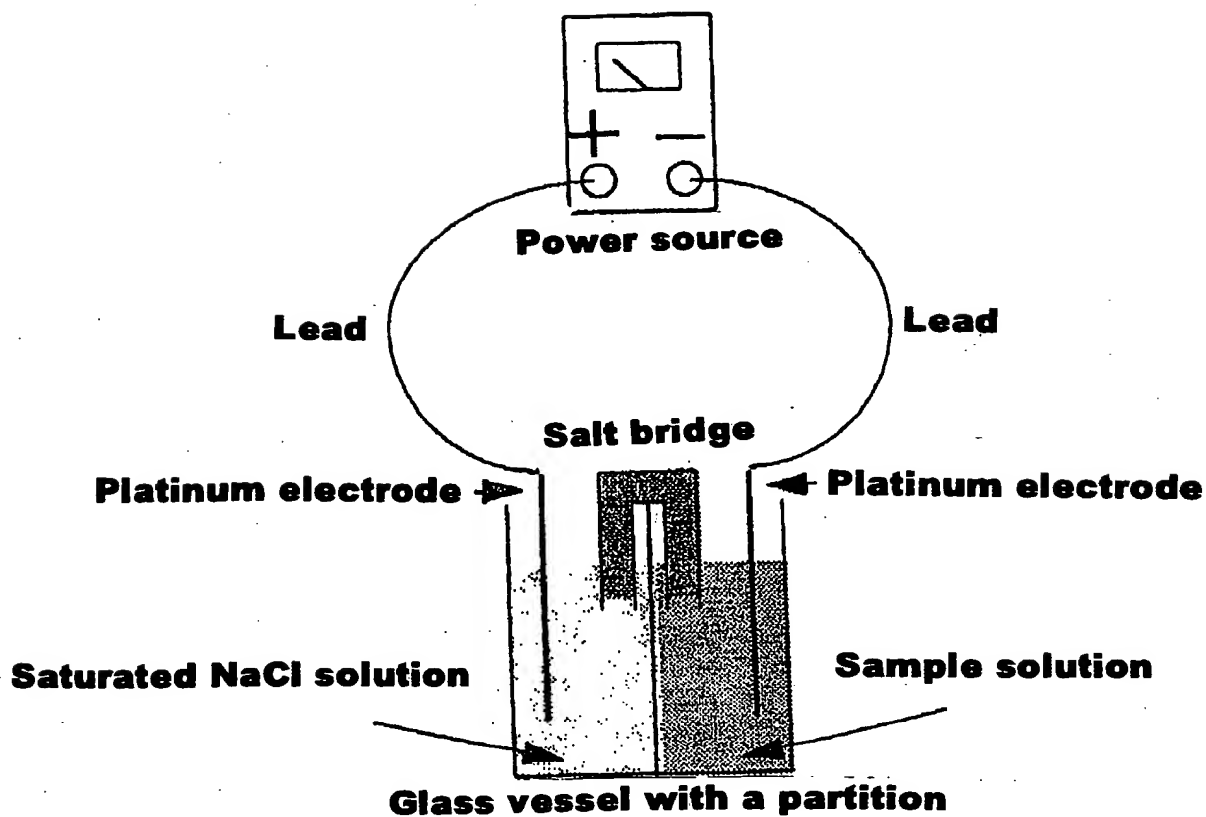 + −
Power source
Lead
Lead
Salt bridge
Platinum electrode
Platinum electrode
Saturated NaCl solution
Sample solution
Glass vessel with a partition